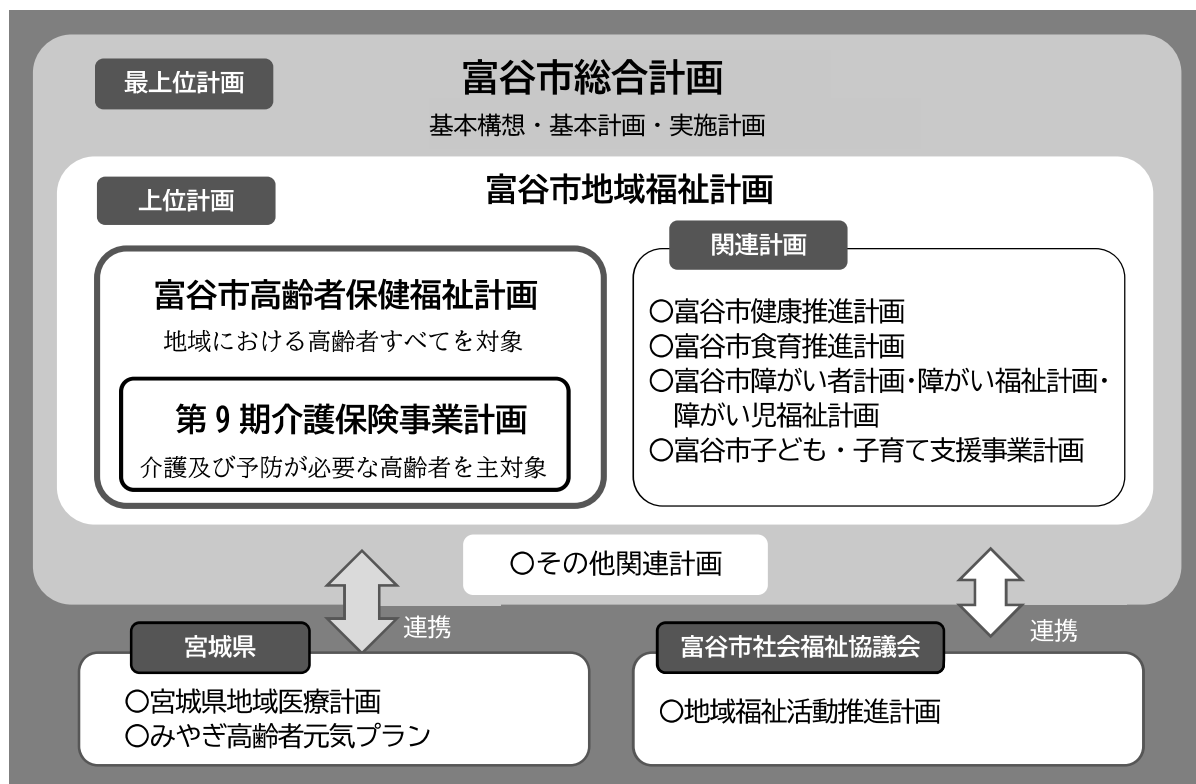 最上位計画
富谷市総合計画
基本構想・基本計画・実施計画
上位計画
富谷市地域福祉計画
富谷市高齢者保健福祉計画
地域における高齢者すべてを対象
第9期介護保険事業計画
介護及び予防が必要な高齢者を主対象
関連計画
〇富谷市健康推進計画
〇富谷市食育推進計画
〇富谷市障がい者計画・障がい福祉計画・
障がい児福祉計画
〇富谷市子ども・子育て支援事業計画
〇その他関連計画
連携
連携
宮城県
〇宮城県地域医療計画
〇みやぎ高齢者元気プラン
富谷市社会福祉協議会
〇地域福祉活動推進計画